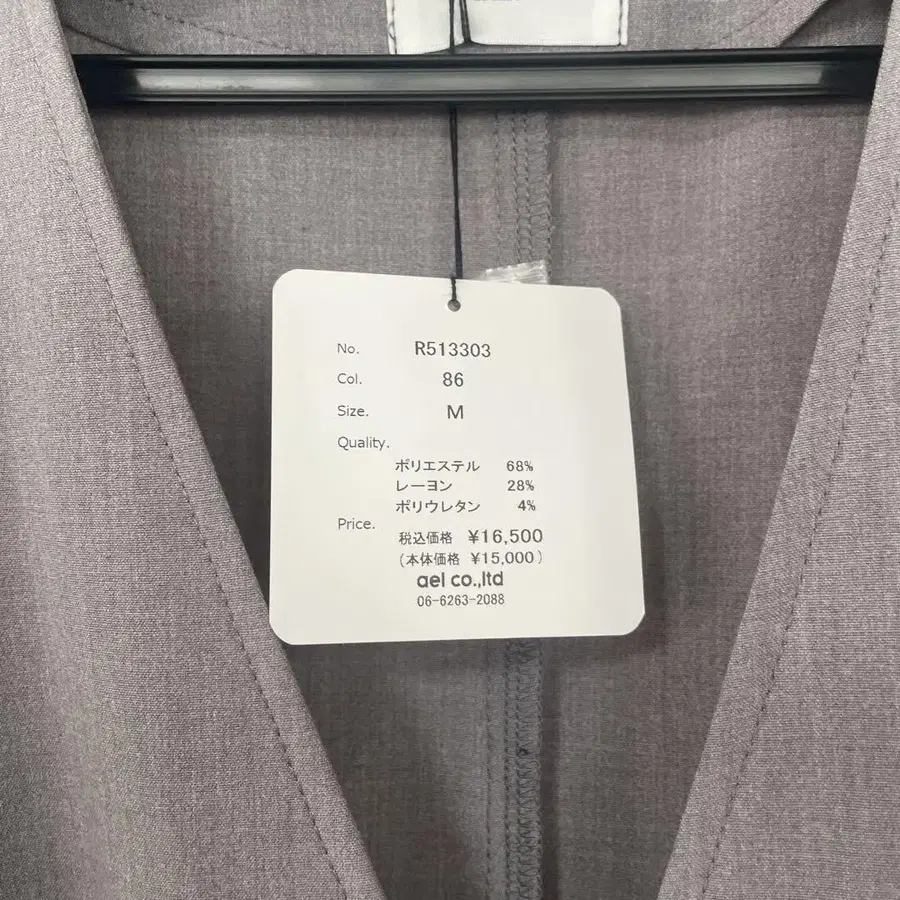 No. R513303
Col. 86
Size. M
Quality.
ポリエステル 68%
レーヨン 28%
ポリウレタン 4%
Price.
税込価格 ¥16,500
(本体価格 ¥15,000)
ael co.,ltd
06-6263-2088